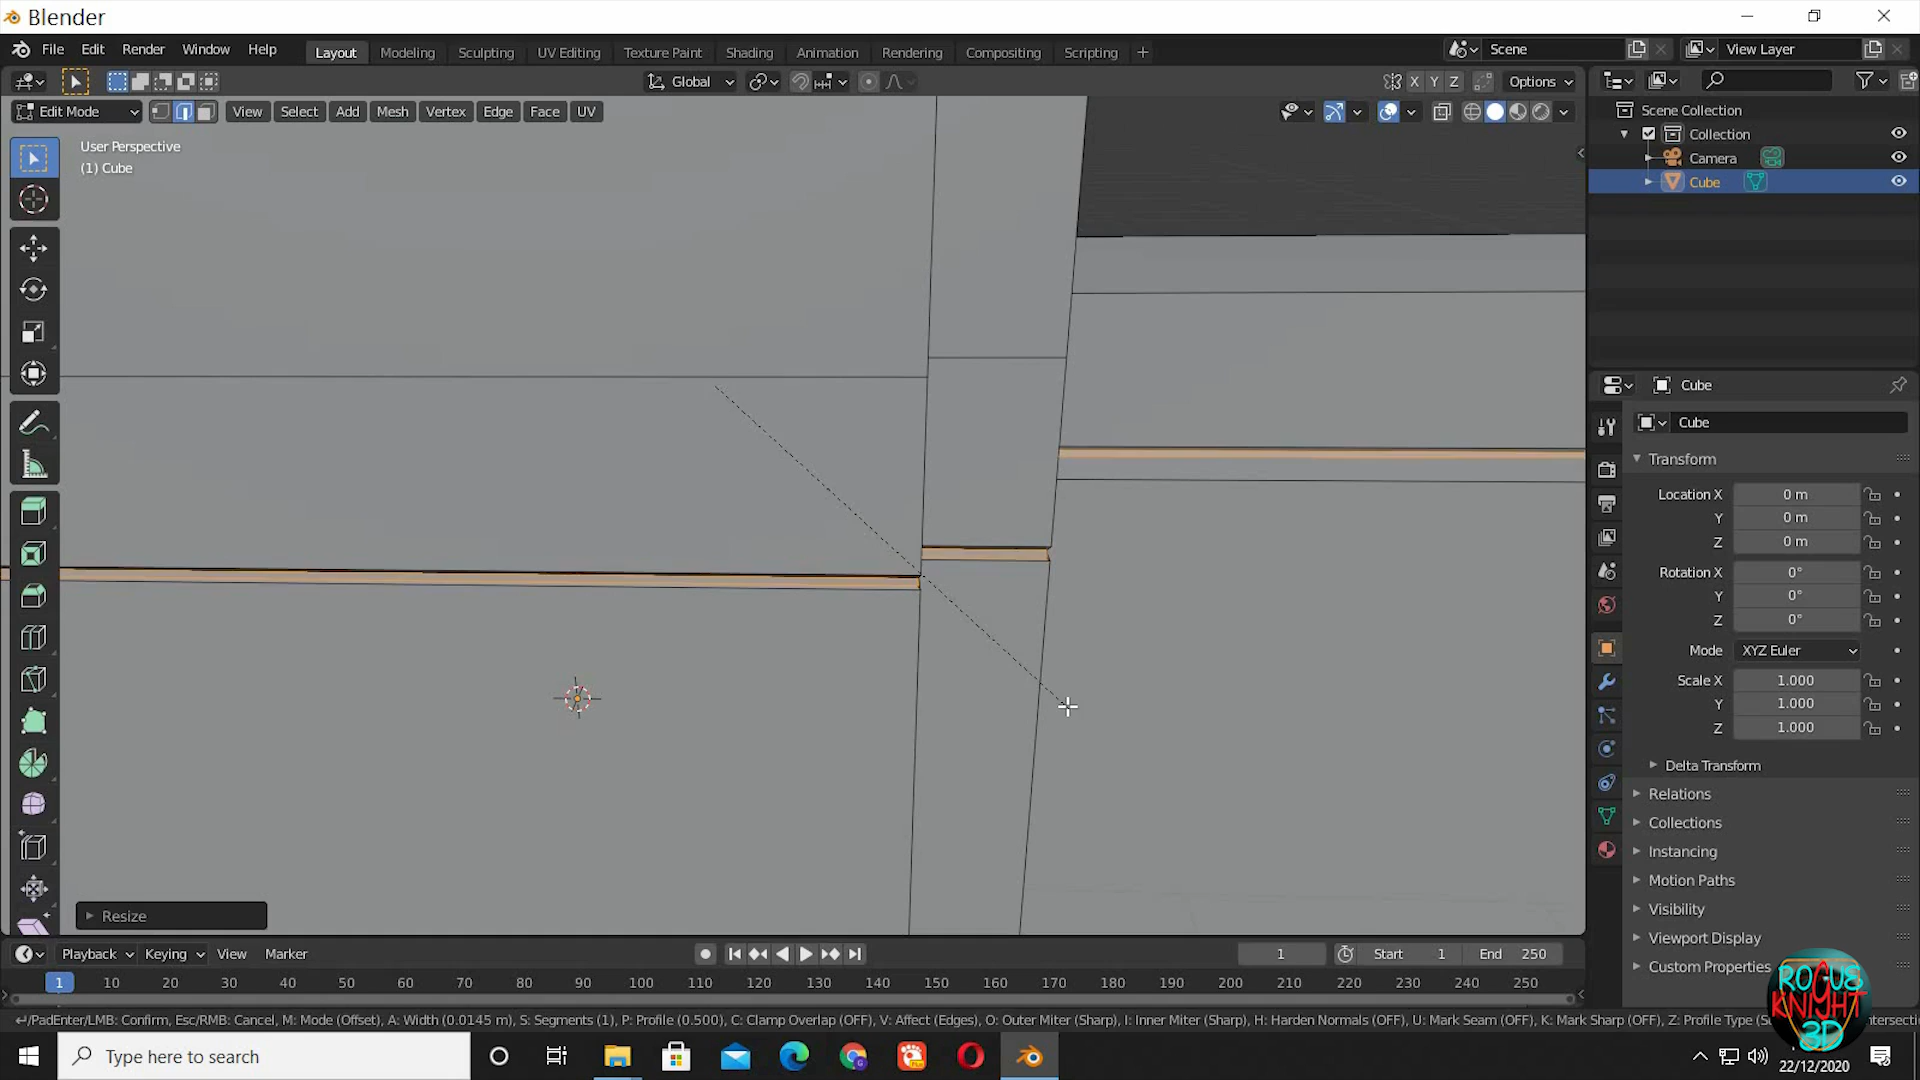 Blender
File Edit Render Window Help
Layout Modeling Sculpting UV Editing Texture Paint Shading Animation Rendering Compositing Scripting +
Scene
View Layer
Global
X Y Z
Options
Edit Mode
View Select Add Mesh Vertex Edge Face UV
User Perspective
(1) Cube
Scene Collection
Collection
Camera
Cube
Cube
Cube
Transform
Location X 0 m
Y 0 m
Z 0 m
Rotation X 0°
Y 0°
Z 0°
Mode XYZ Euler
Scale X 1.000
Y 1.000
Z 1.000
Delta Transform
Relations
Collections
Instancing
Motion Paths
Visibility
Viewport Display
Custom Properties
Resize
Playback Keying View Marker
1
Start 1
End 250
1 10 20 30 40 50 60 70 80 90 100 110 120 130 140 150 160 170 180 190 200 210 220 230 240 250
/PadEnter/LMB: Confirm, Esc/RMB: Cancel, M: Mode (Offset), A: Width (0.0145 m), S: Segments (1), P: Profile (0.500), C: Clamp Overlap (OFF), V: Affect (Edges), O: Outer Miter (Sharp), I: Inner Miter (Sharp), H: Harden Normals (OFF), U: Mark Seam (OFF), K: Mark Sharp (OFF), Z: Profile Type
ROGUE
KNIGHT
3D
Type here to search
22/12/2020